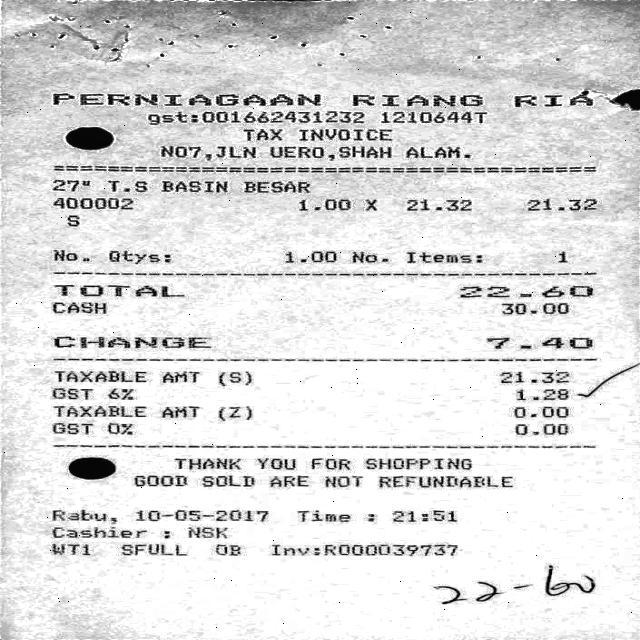 PERNIAGAAN RIANG RIA
gst:001662431232 1210644T
TAX INVOICE
NO7,JLN UERO,SHAH ALAM.
27" T.S BASIN BESAR
400002 1.00 X 21.32 21.32
S
No. Qtys: 1.00 No. Items: 1
TOTAL 22.60
CASH 30.00
CHANGE 7.40
TAXABLE AMT (S) 21.32
GST 6% 1.28
TAXABLE AMT (Z) 0.00
GST 0% 0.00
THANK YOU FOR SHOPPING
GOOD SOLD ARE NOT REFUNDABLE
Rabu, 10-05-2017 Time : 21:51
Cashier : NSK
WT1 SFULL OB Inv:R000039737
22-60